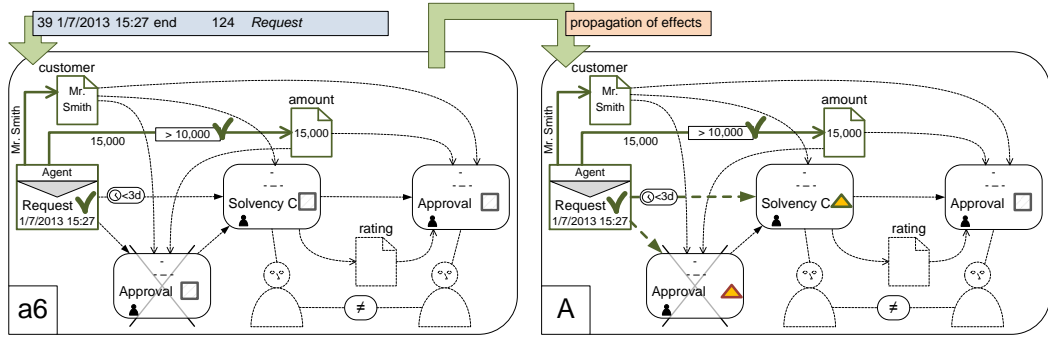 39 1/7/2013 15:27 end 124 Request
customer
Mr.
Smith
amount
Mr. Smith
> 10,000
15,000
15,000
Agent
Request
1/7/2013 15:27
<3d
-
----
Solvency C
-
----
Approval
rating
-
----
Approval
≠
a6
propagation of effects
customer
Mr.
Smith
amount
Mr. Smith
> 10,000
15,000
15,000
Agent
Request
1/7/2013 15:27
<3d
-
----
Solvency C
-
----
Approval
rating
-
----
Approval
≠
A